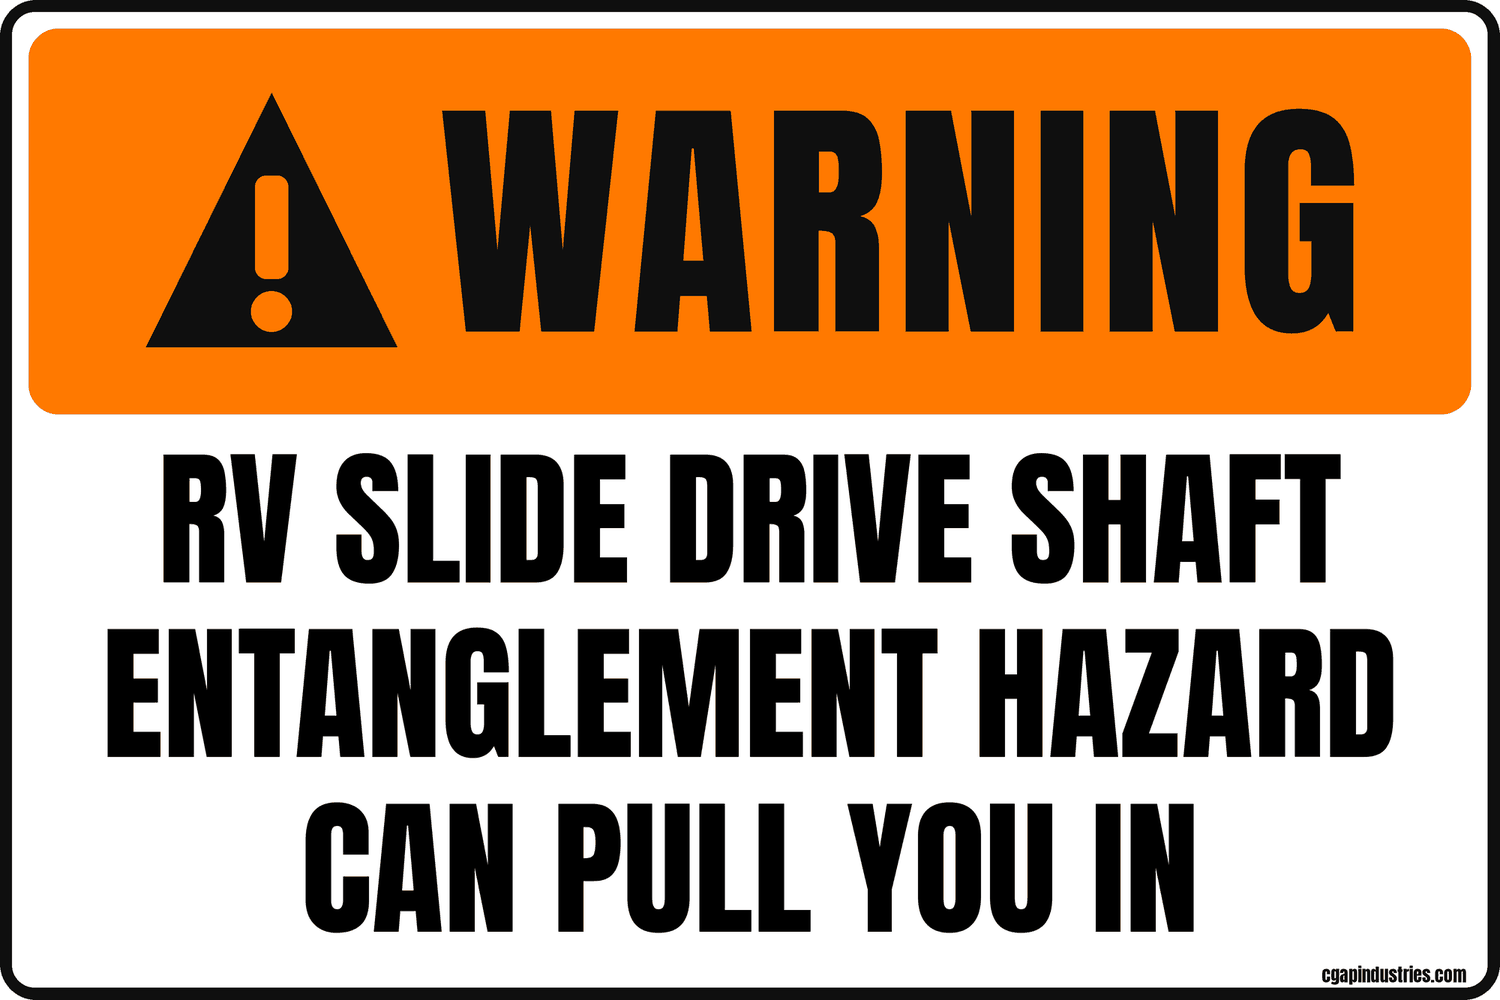 WARNING
RV SLIDE DRIVE SHAFT
ENTANGLEMENT HAZARD
CAN PULL YOU IN
cgapindustries.com